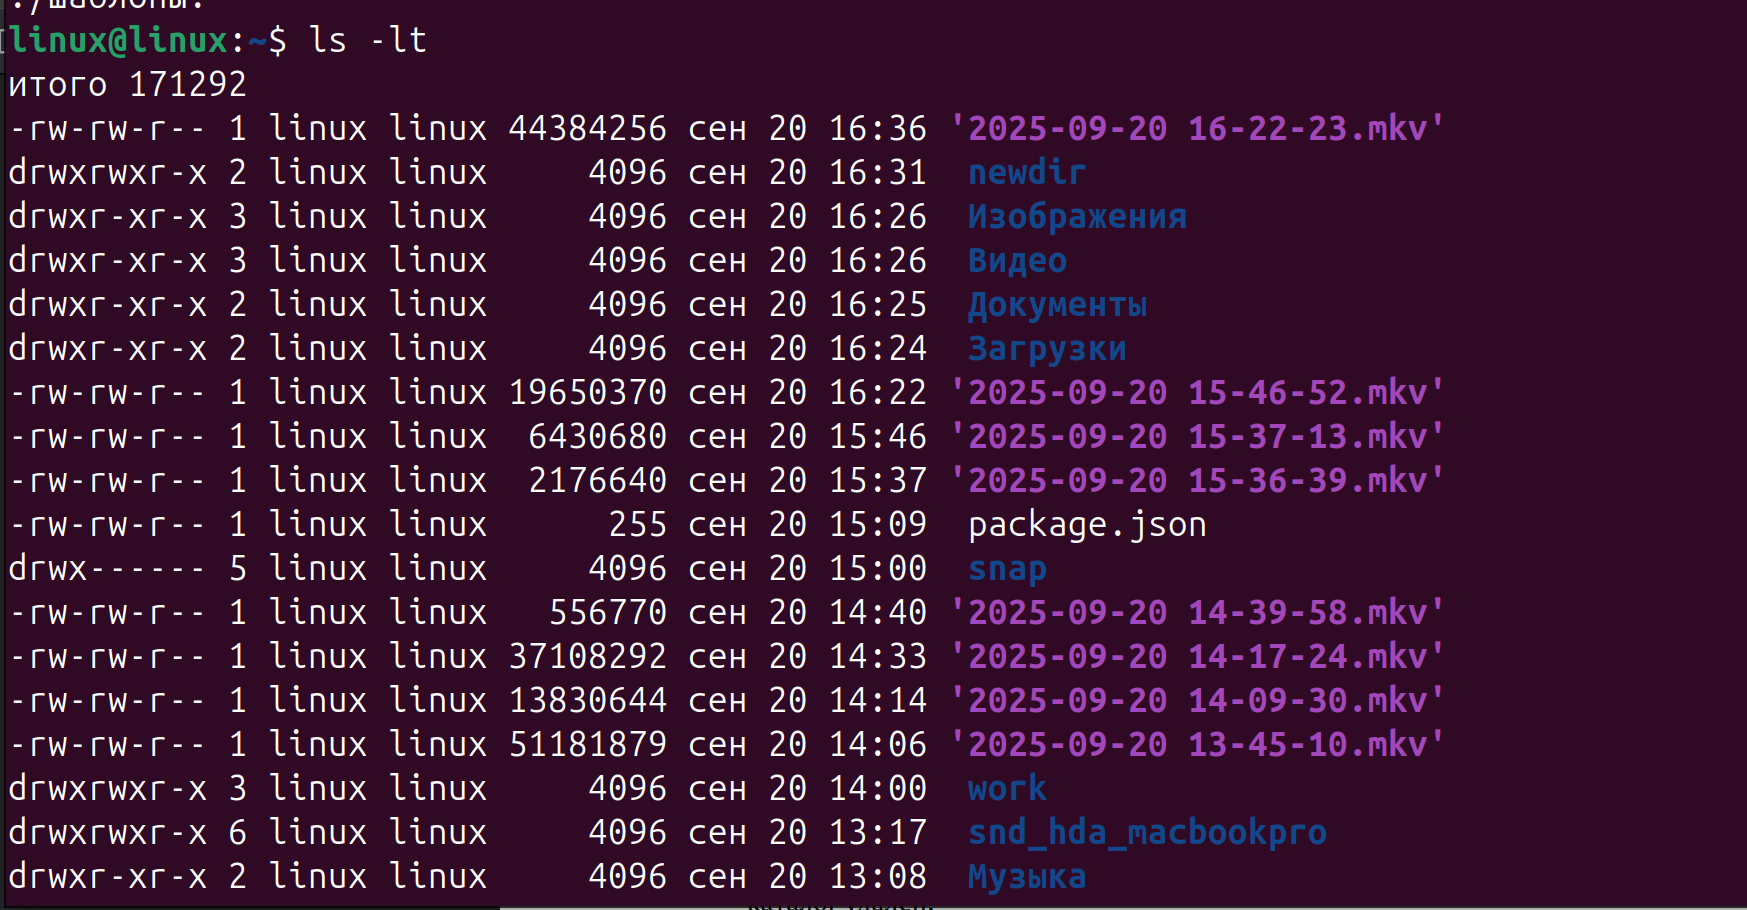 ./Шаблоны:
linux@linux:~$ ls -lt
итого 171292
-rw-rw-r-- 1 linux linux 44384256 сен 20 16:36 '2025-09-20 16-22-23.mkv'
drwxrwxr-x 2 linux linux     4096 сен 20 16:31  newdir
drwxr-xr-x 3 linux linux     4096 сен 20 16:26  Изображения
drwxr-xr-x 3 linux linux     4096 сен 20 16:26  Видео
drwxr-xr-x 2 linux linux     4096 сен 20 16:25  Документы
drwxr-xr-x 2 linux linux     4096 сен 20 16:24  Загрузки
-rw-rw-r-- 1 linux linux 19650370 сен 20 16:22 '2025-09-20 15-46-52.mkv'
-rw-rw-r-- 1 linux linux  6430680 сен 20 15:46 '2025-09-20 15-37-13.mkv'
-rw-rw-r-- 1 linux linux  2176640 сен 20 15:37 '2025-09-20 15-36-39.mkv'
-rw-rw-r-- 1 linux linux      255 сен 20 15:09  package.json
drwx------ 5 linux linux     4096 сен 20 15:00  snap
-rw-rw-r-- 1 linux linux   556770 сен 20 14:40 '2025-09-20 14-39-58.mkv'
-rw-rw-r-- 1 linux linux 37108292 сен 20 14:33 '2025-09-20 14-17-24.mkv'
-rw-rw-r-- 1 linux linux 13830644 сен 20 14:14 '2025-09-20 14-09-30.mkv'
-rw-rw-r-- 1 linux linux 51181879 сен 20 14:06 '2025-09-20 13-45-10.mkv'
drwxrwxr-x 3 linux linux     4096 сен 20 14:00  work
drwxrwxr-x 6 linux linux     4096 сен 20 13:17  snd_hda_macbookpro
drwxr-xr-x 2 linux linux     4096 сен 20 13:08  Музыка